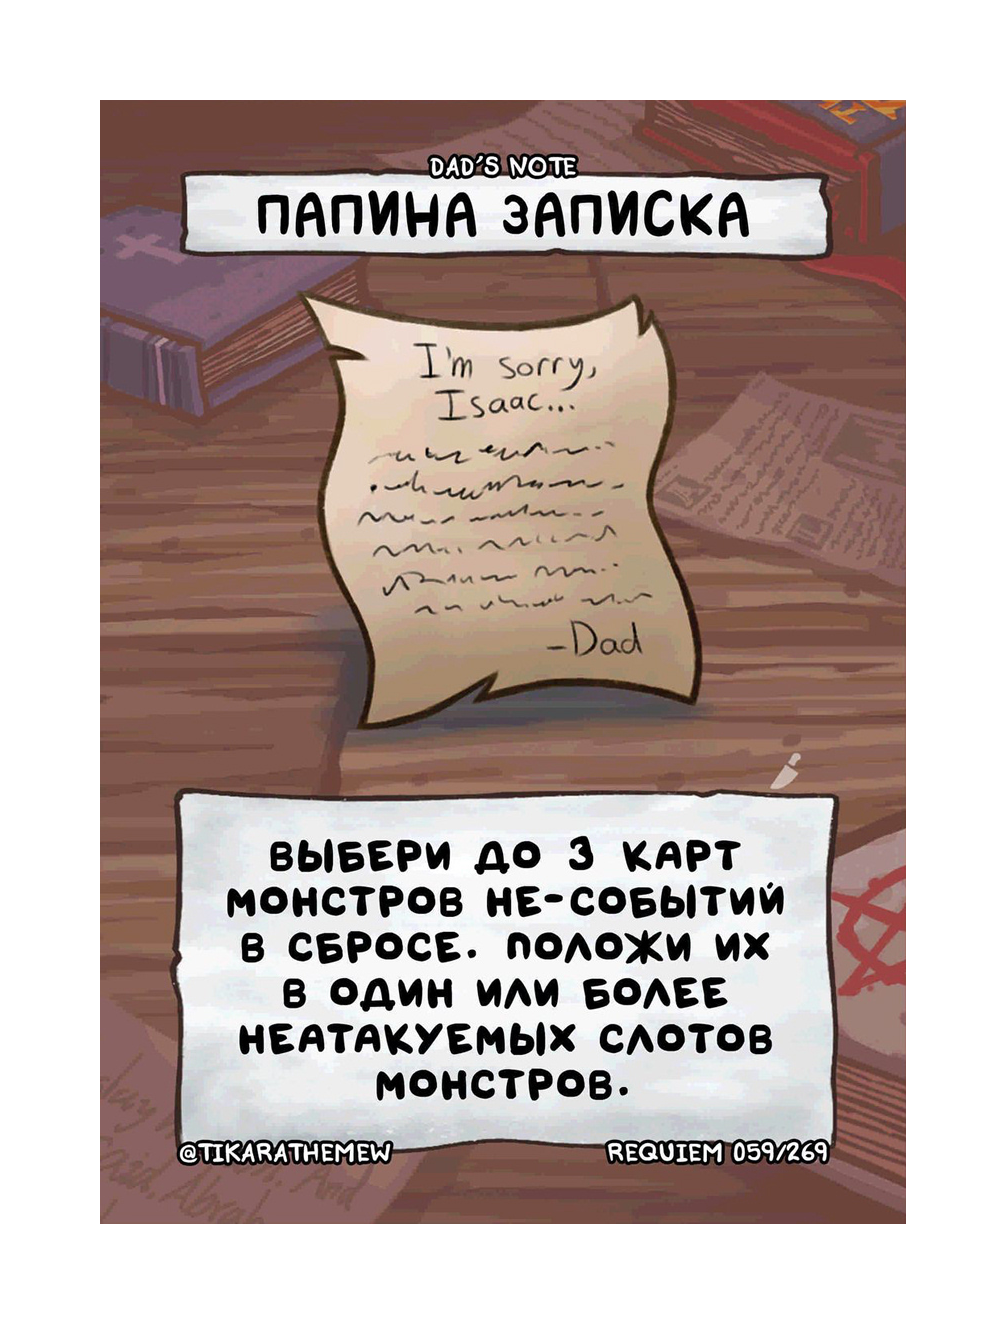 DAD'S NOTE
ПАПИНА ЗАПИСКА
I'm sorry,
Isaac...
-Dad
ВЫБЕРИ ДО 3 КАРТ
МОНСТРОВ НЕ-СОБЫТИЙ
В СБРОСЕ. ПОЛОЖИ ИХ
В ОДИН ИЛИ БОЛЕЕ
НЕАТАКУЕМЫХ СЛОТОВ
МОНСТРОВ.
@TIKARATHEMEW
REQUIEM 059/269